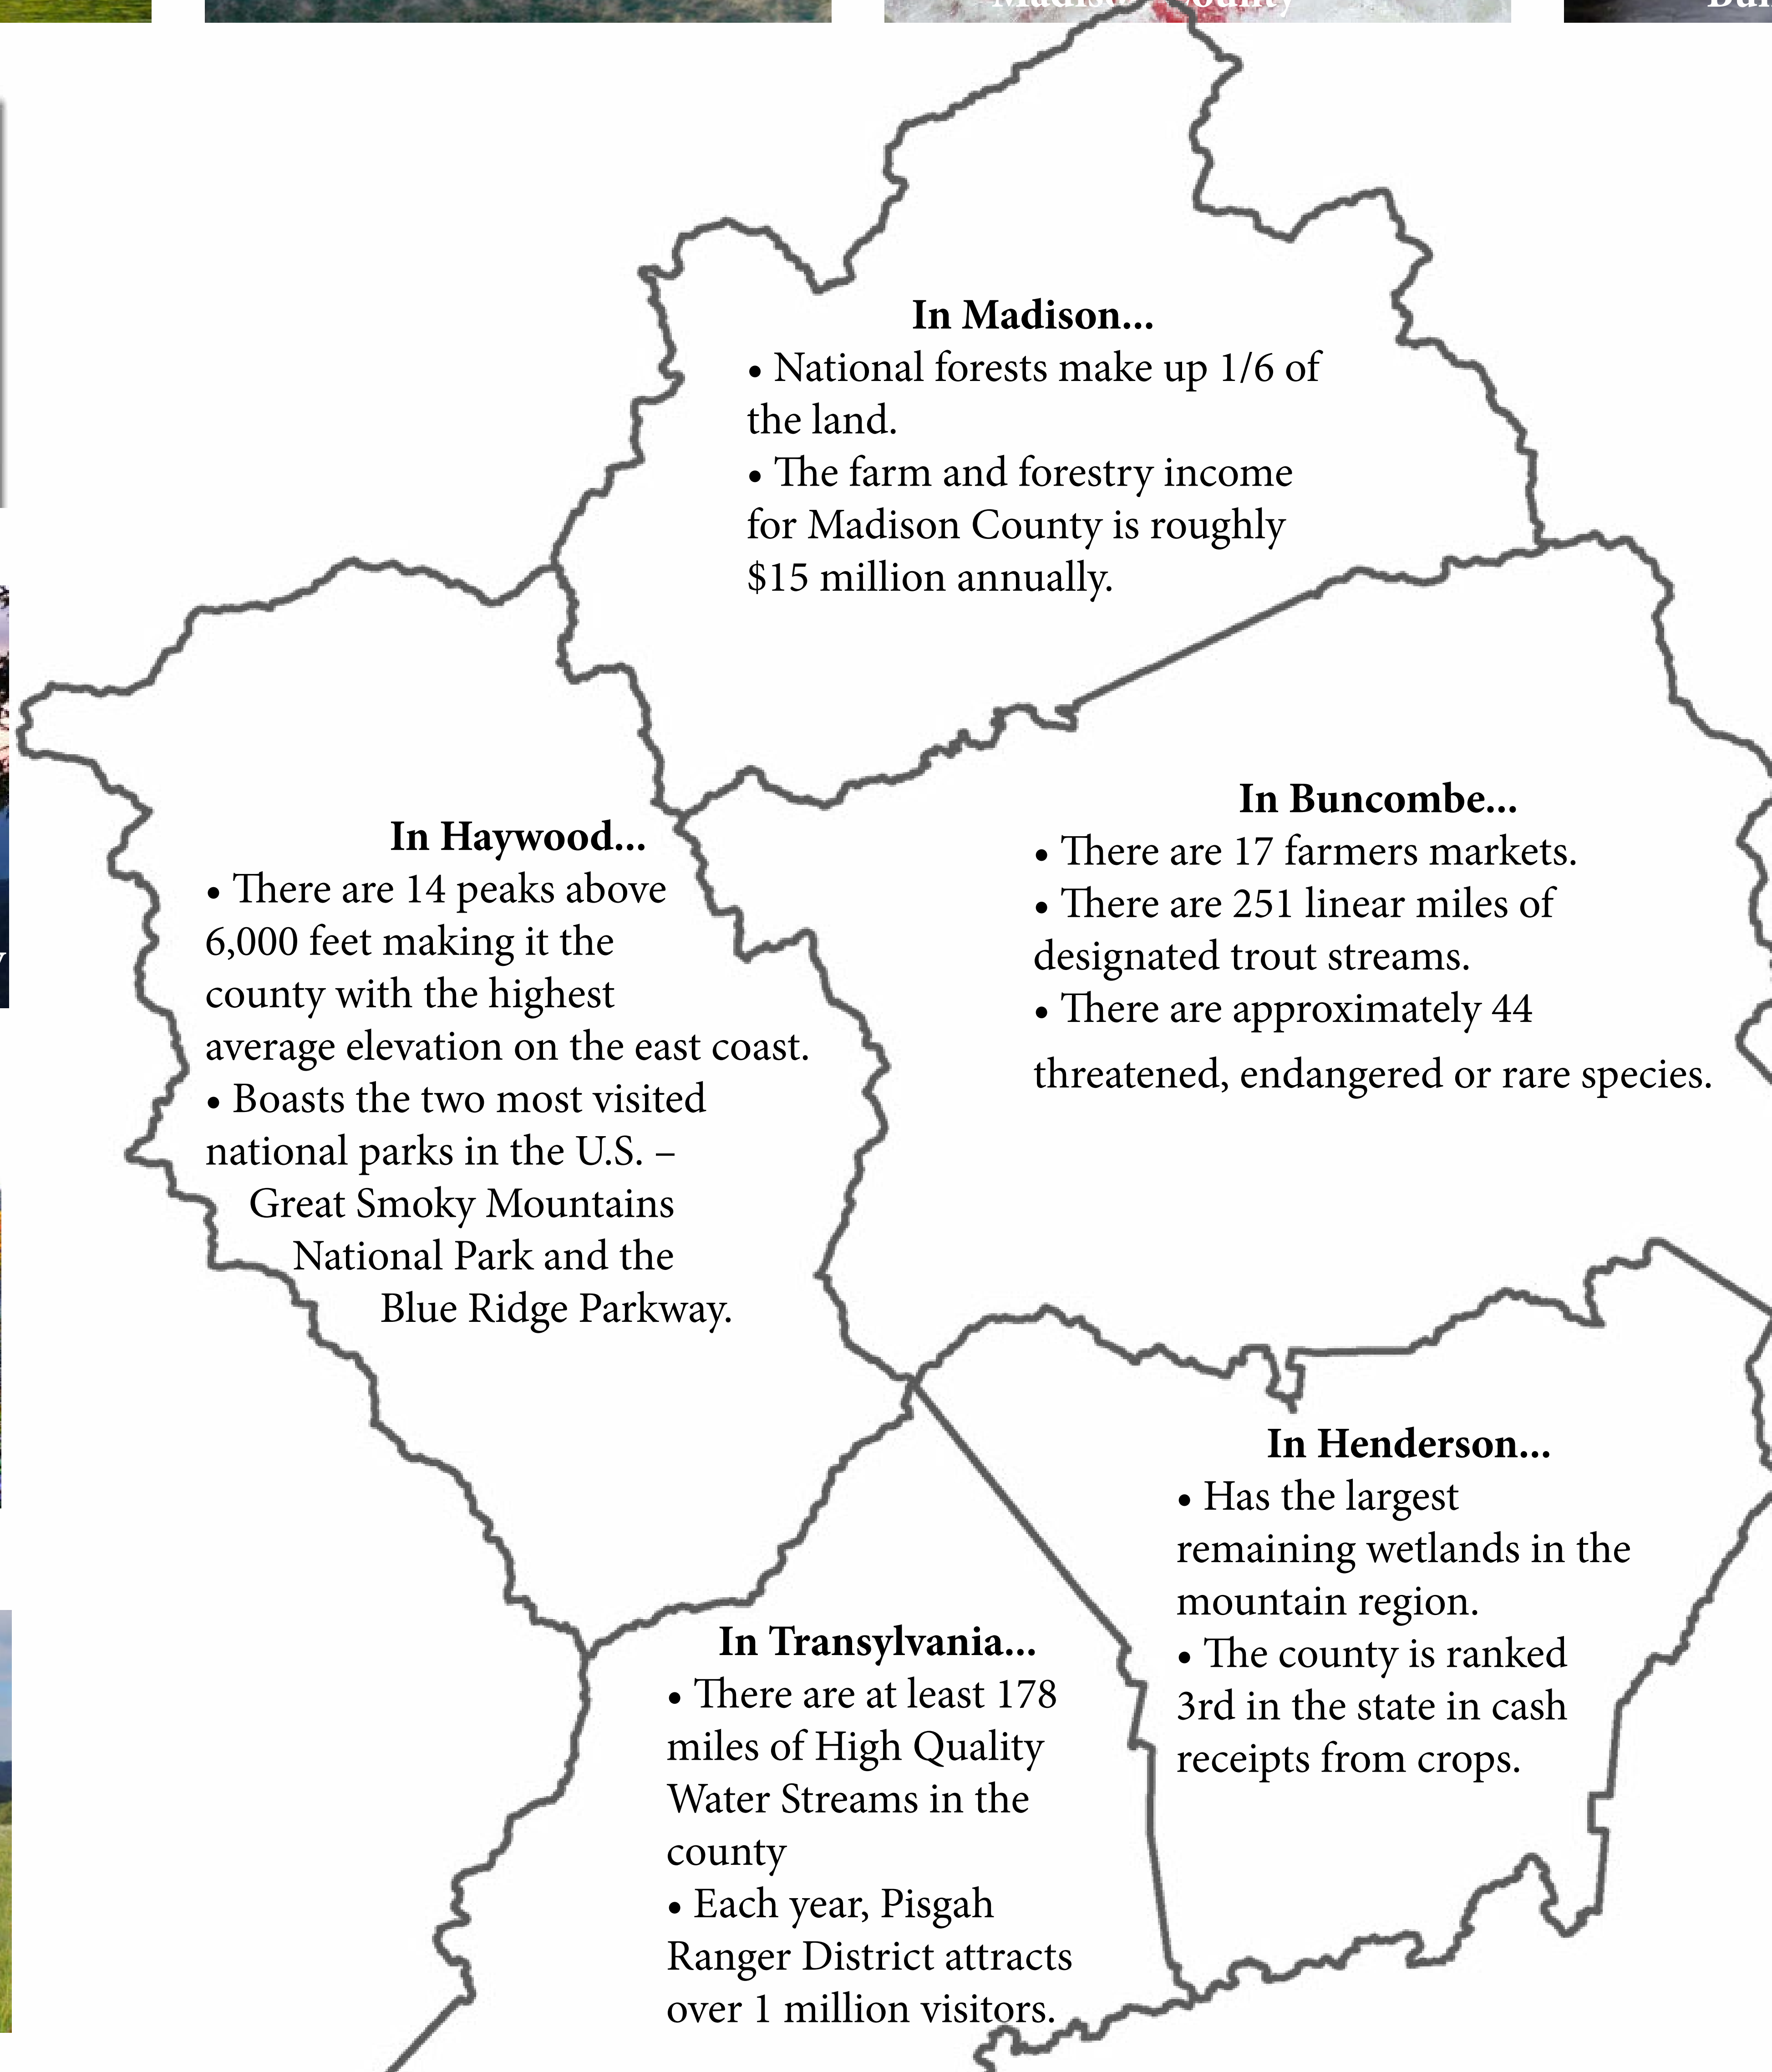 Madison County
In Madison...
• National forests make up 1/6 of
the land.
• The farm and forestry income
for Madison County is roughly
$15 million annually.
In Haywood...
• There are 14 peaks above
6,000 feet making it the
county with the highest
average elevation on the east coast.
• Boasts the two most visited
national parks in the U.S. –
Great Smoky Mountains
National Park and the
Blue Ridge Parkway.
In Buncombe...
• There are 17 farmers markets.
• There are 251 linear miles of
designated trout streams.
• There are approximately 44
threatened, endangered or rare species.
In Henderson...
• Has the largest
remaining wetlands in the
mountain region.
• The county is ranked
3rd in the state in cash
receipts from crops.
In Transylvania...
• There are at least 178
miles of High Quality
Water Streams in the
county
• Each year, Pisgah
Ranger District attracts
over 1 million visitors.